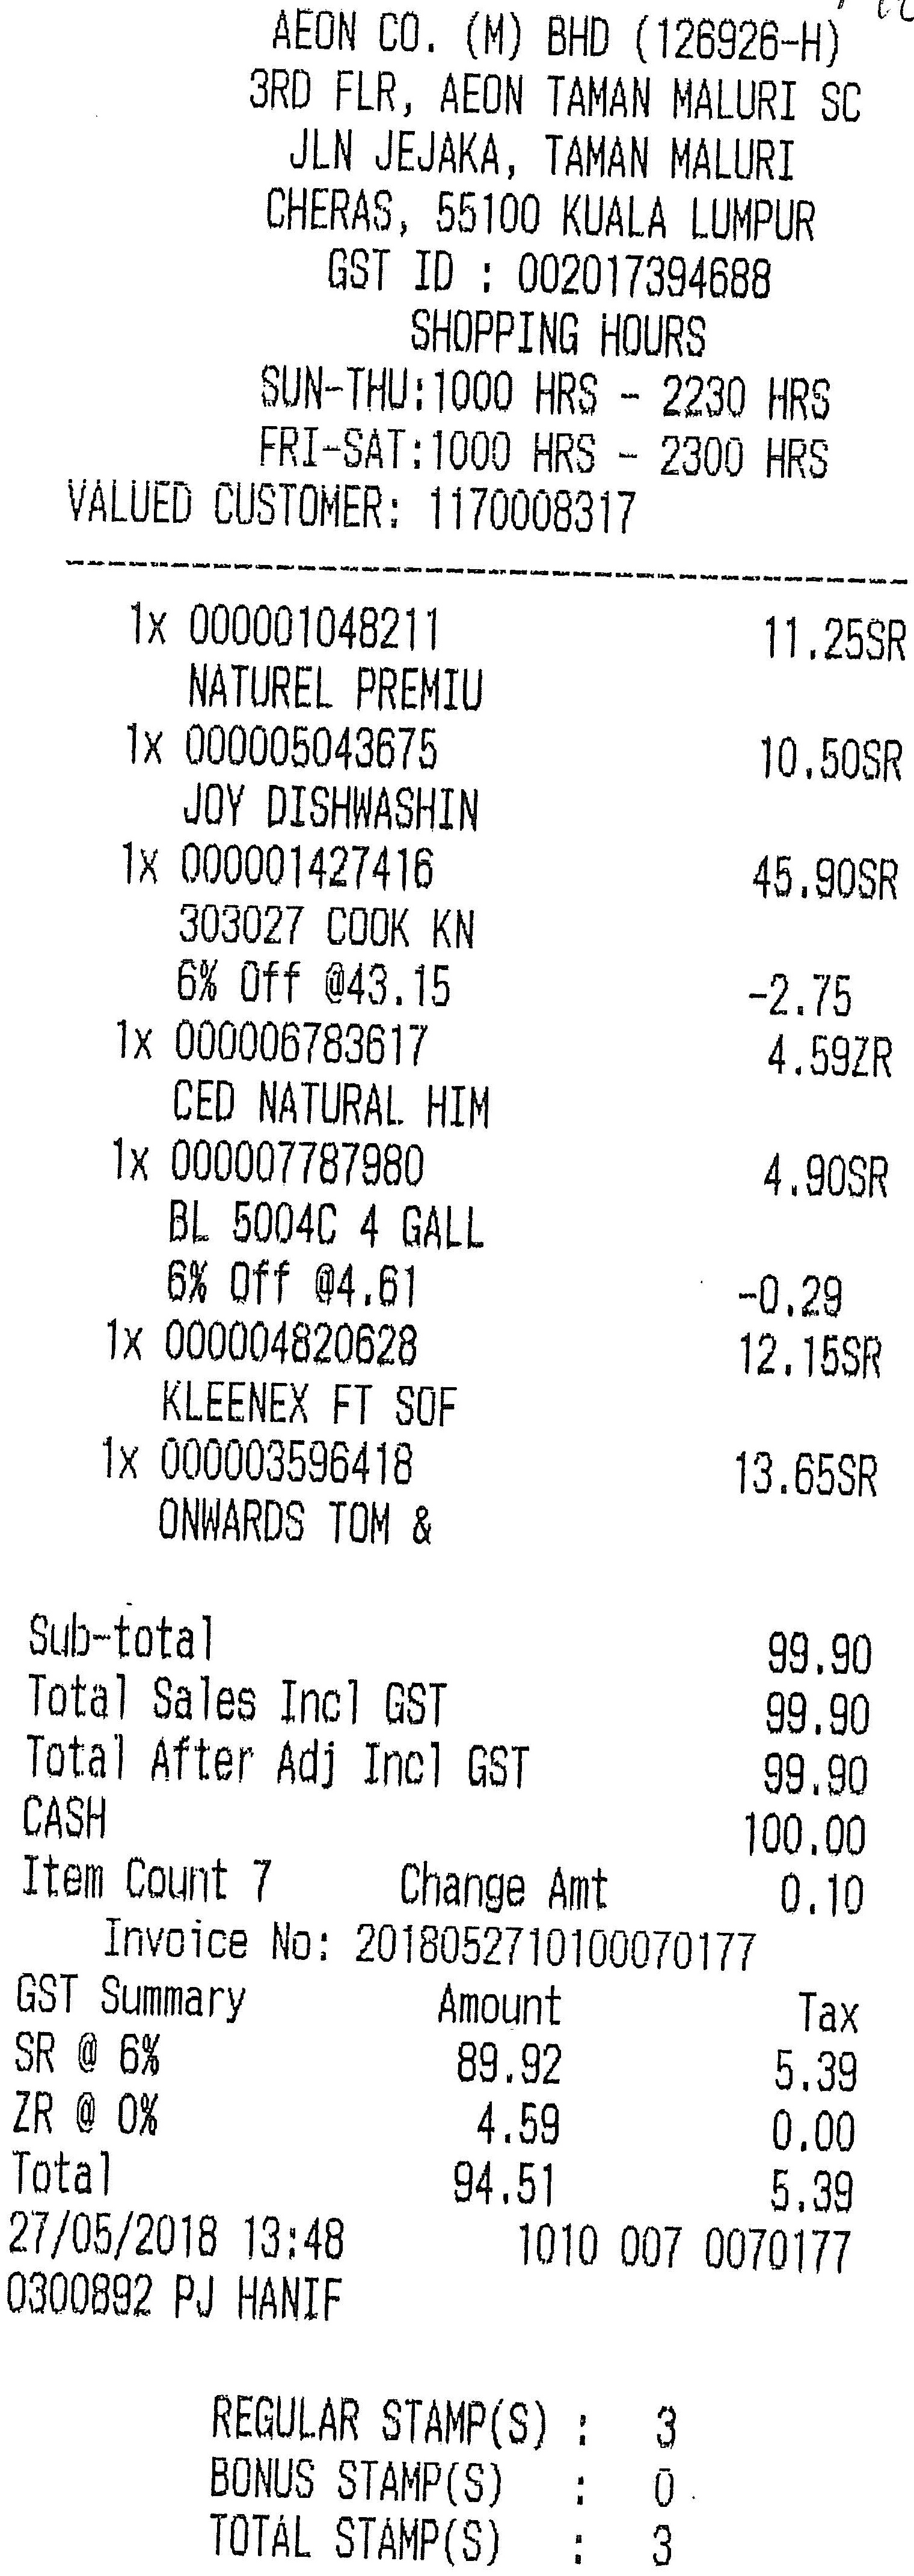 AEON CO. (M) BHD (126926-H)
3RD FLR, AEON TAMAN MALURI SC
JLN JEJAKA, TAMAN MALURI
CHERAS, 55100 KUALA LUMPUR
GST ID : 002017394688
SHOPPING HOURS
SUN-THU:1000 HRS - 2230 HRS
FRI-SAT:1000 HRS - 2300 HRS
VALUED CUSTOMER: 1170008317
1x 000001048211 11.25SR
NATUREL PREMIU
1x 000005043675 10.50SR
JOY DISHWASHIN
1x 000001427416 45.90SR
303027 COOK KN
6% Off @43.15 -2.75
1x 000006783617 4.59ZR
CED NATURAL HIM
1x 000007787980 4.90SR
BL 5004C 4 GALL
6% Off @4.61 -0.29
1x 000004820628 12.15SR
KLEENEX FT SOF
1x 000003596418 13.65SR
ONWARDS TOM &
Sub-total 99.90
Total Sales Incl GST 99.90
Total After Adj Incl GST 99.90
CASH 100.00
Item Count 7 Change Amt 0.10
Invoice No: 2018052710100070177
GST Summary Amount Tax
SR @ 6% 89.92 5.39
ZR @ 0% 4.59 0.00
Total 94.51 5.39
27/05/2018 13:48 1010 007 0070177
0300892 PJ HANIF
REGULAR STAMP(S) : 3
BONUS STAMP(S) : 0
TOTAL STAMP(S) : 3